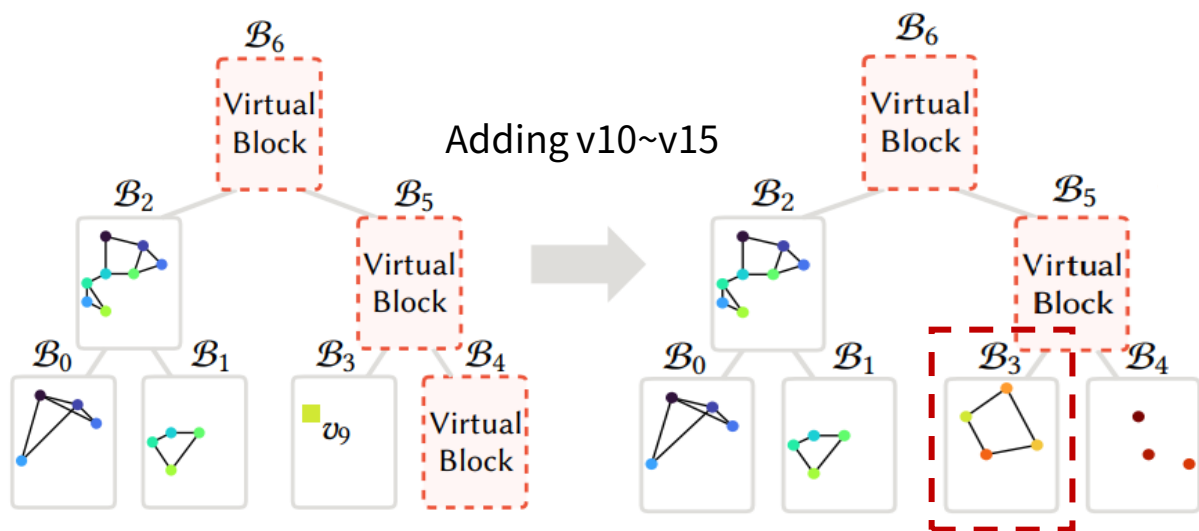 ℬ₆
Virtual
Block
ℬ₂
ℬ₅
Virtual
Block
ℬ₀
ℬ₁
ℬ₃
v₉
ℬ₄
Virtual
Block
Adding v10~v15
ℬ₆
Virtual
Block
ℬ₂
ℬ₅
Virtual
Block
ℬ₀
ℬ₁
ℬ₃
ℬ₄